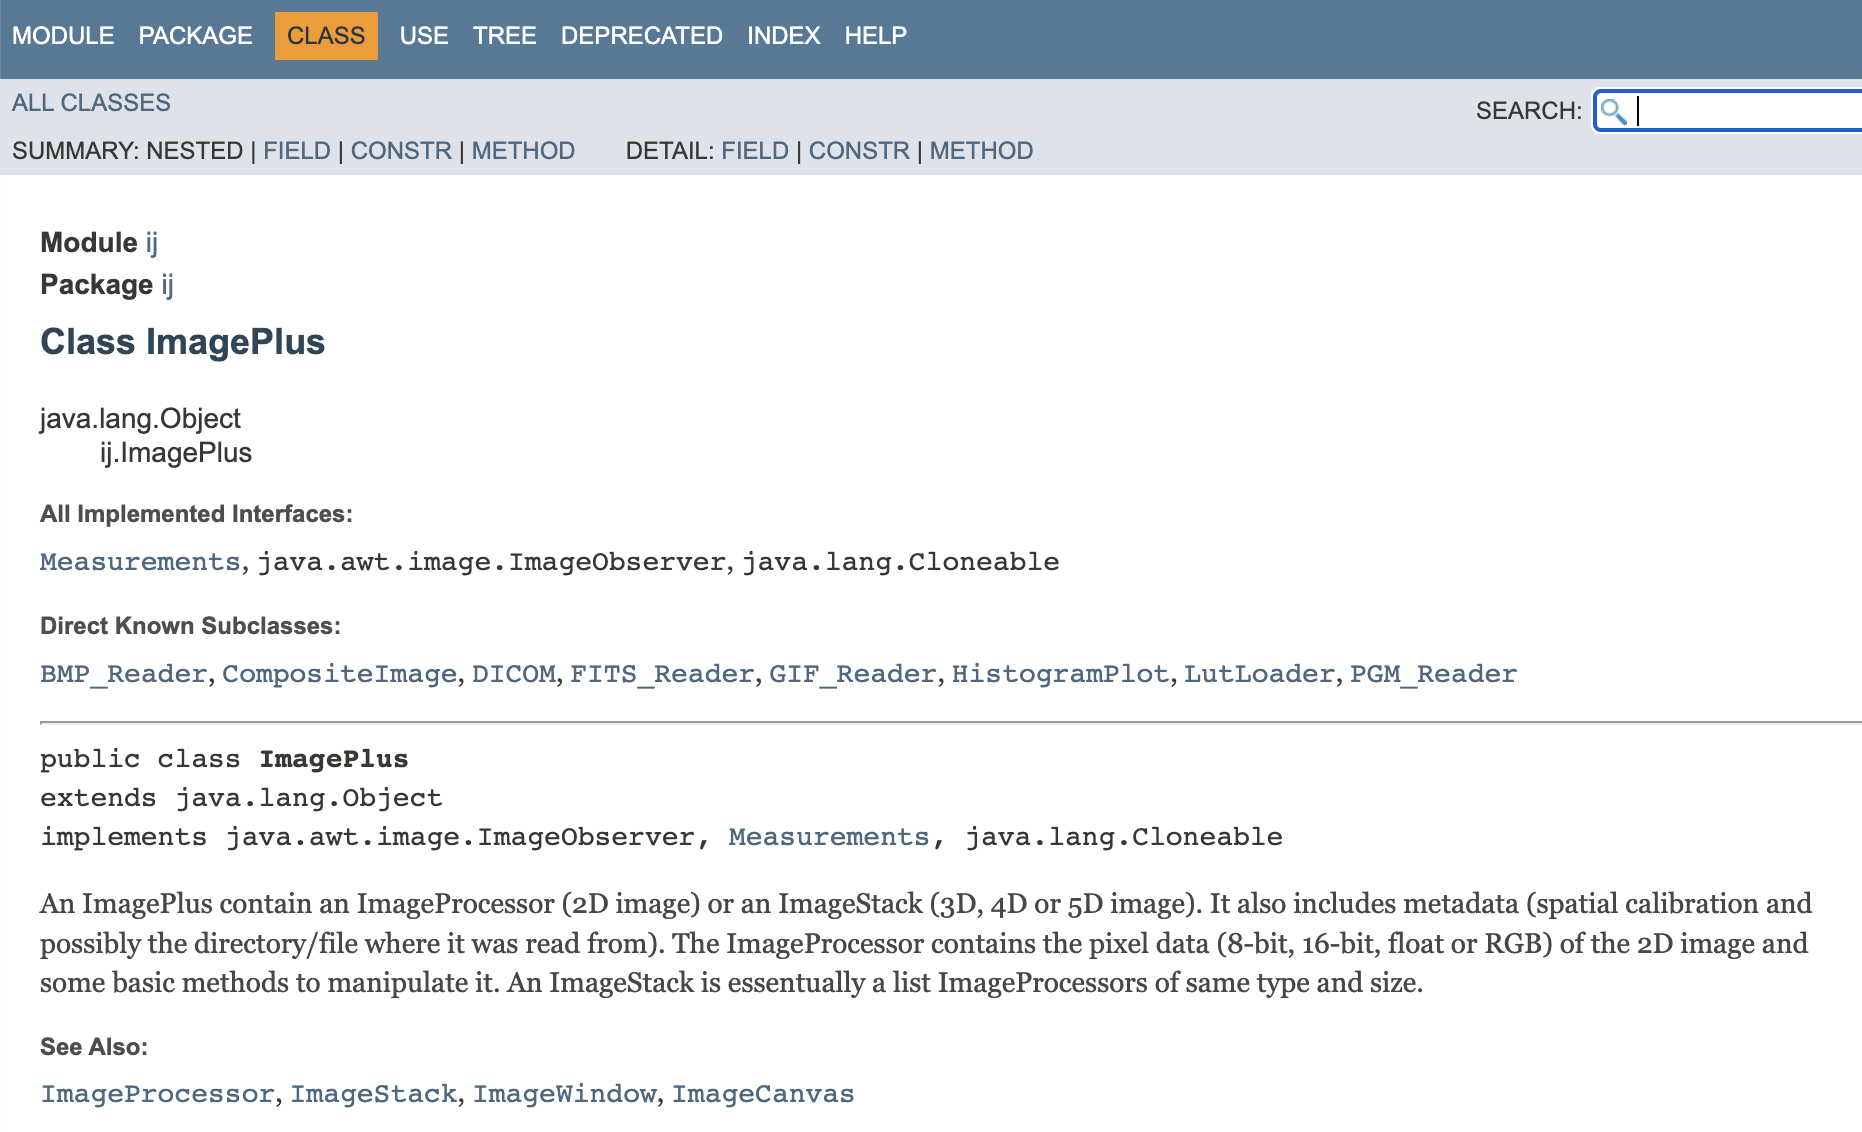 MODULE PACKAGE CLASS USE TREE DEPRECATED INDEX HELP
ALL CLASSES
SEARCH:
SUMMARY: NESTED | FIELD | CONSTR | METHOD DETAIL: FIELD | CONSTR | METHOD
Module ij
Package ij
Class ImagePlus
java.lang.Object
ij.ImagePlus
All Implemented Interfaces:
Measurements, java.awt.image.ImageObserver, java.lang.Cloneable
Direct Known Subclasses:
BMP_Reader, CompositeImage, DICOM, FITS_Reader, GIF_Reader, HistogramPlot, LutLoader, PGM_Reader
public class ImagePlus
extends java.lang.Object
implements java.awt.image.ImageObserver, Measurements, java.lang.Cloneable
An ImagePlus contain an ImageProcessor (2D image) or an ImageStack (3D, 4D or 5D image). It also includes metadata (spatial calibration and
possibly the directory/file where it was read from). The ImageProcessor contains the pixel data (8-bit, 16-bit, float or RGB) of the 2D image and
some basic methods to manipulate it. An ImageStack is essentually a list ImageProcessors of same type and size.
See Also:
ImageProcessor, ImageStack, ImageWindow, ImageCanvas